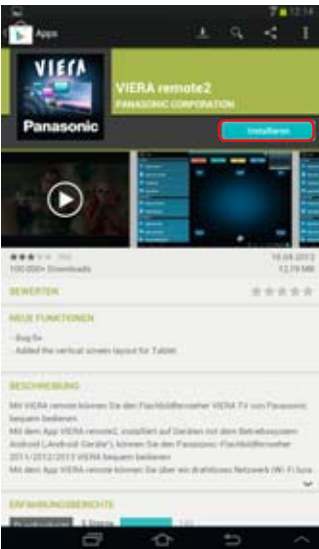 12:14
Apps
VIERA
Panasonic
VIERA remote2
PANASONIC CORPORATION
Installieren
10.04.2013
100.000+ Downloads
12,19 MB
BEWERTEN
NEUE FUNKTIONEN
- Bug fix
- Added the vertical screen layout for Tablet
BESCHREIBUNG
Mit VIERA remote können Sie den Flachbildfernseher VIERA TV von Panasonic
bequem bedienen.
Mit dem App VIERA remote2, installiert auf Geräten mit dem Betriebssystem
Android („Android-Geräte“), können Sie den Panasonic-Flachbildfernseher
2011/2012/2013 VIERA bequem bedienen.
Mit dem App VIERA remote können Sie über ein drahtloses Netzwerk (Wi-Fi
ERFAHRUNGSBERICHTE
5 Sterne